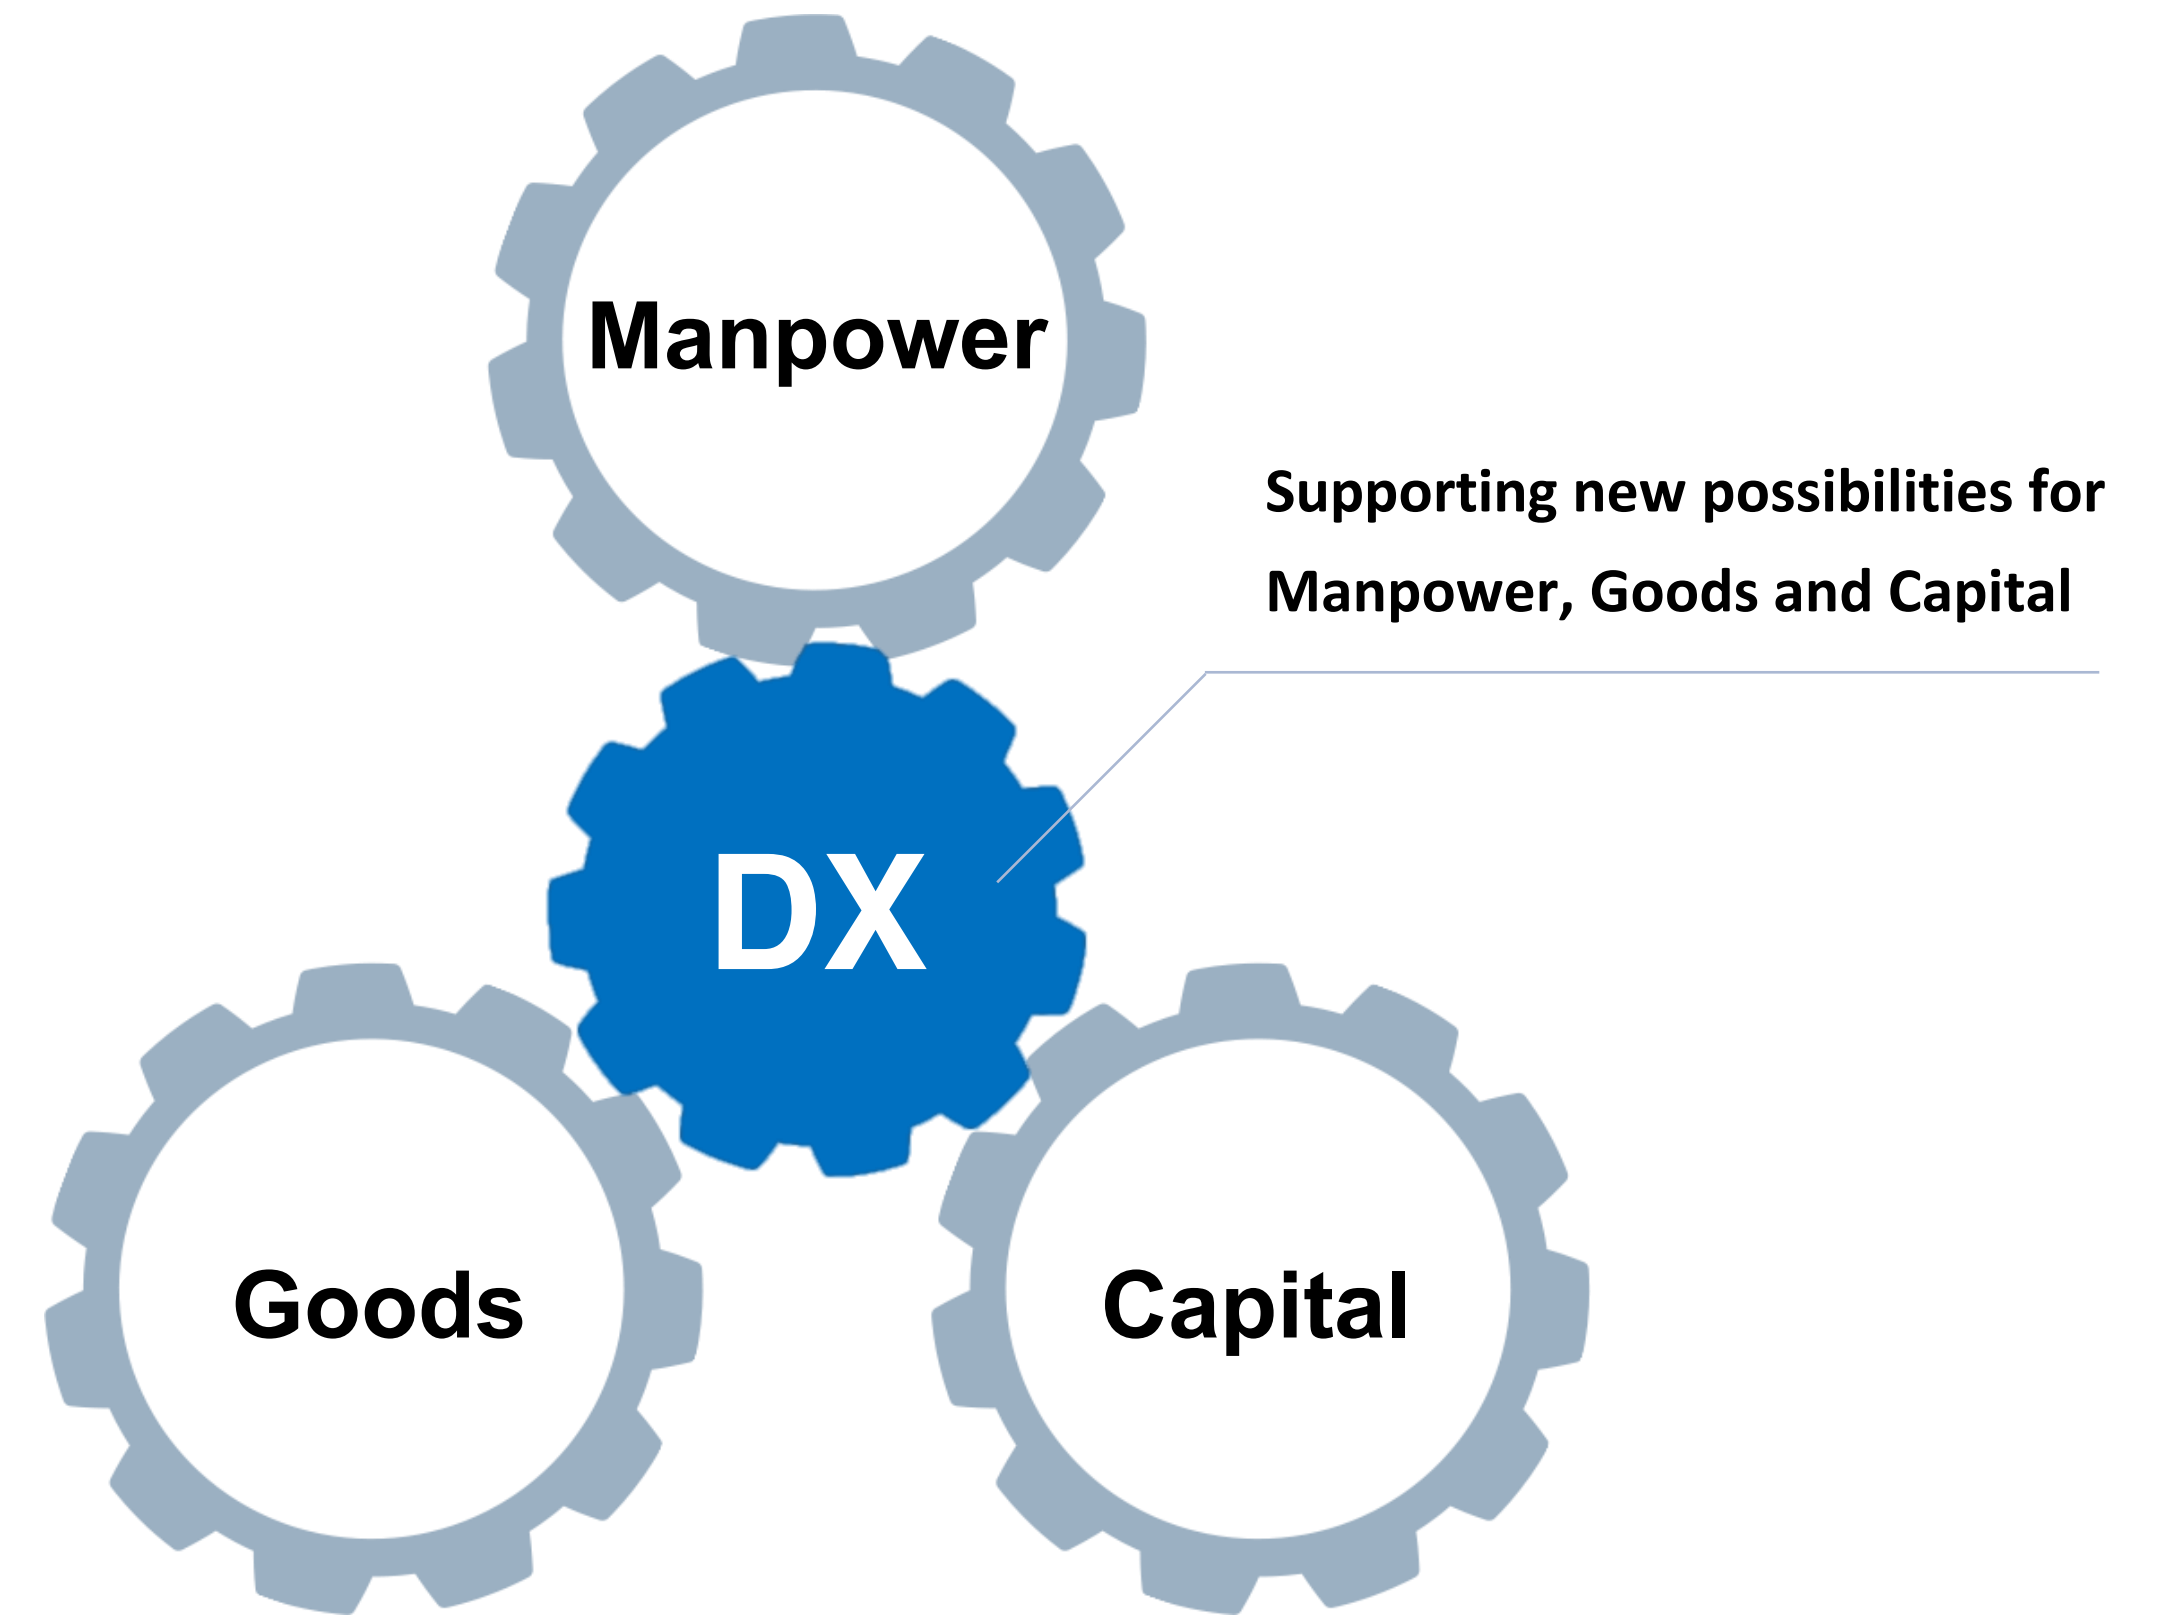 Manpower
Supporting new possibilities for
Manpower, Goods and Capital
DX
Goods
Capital